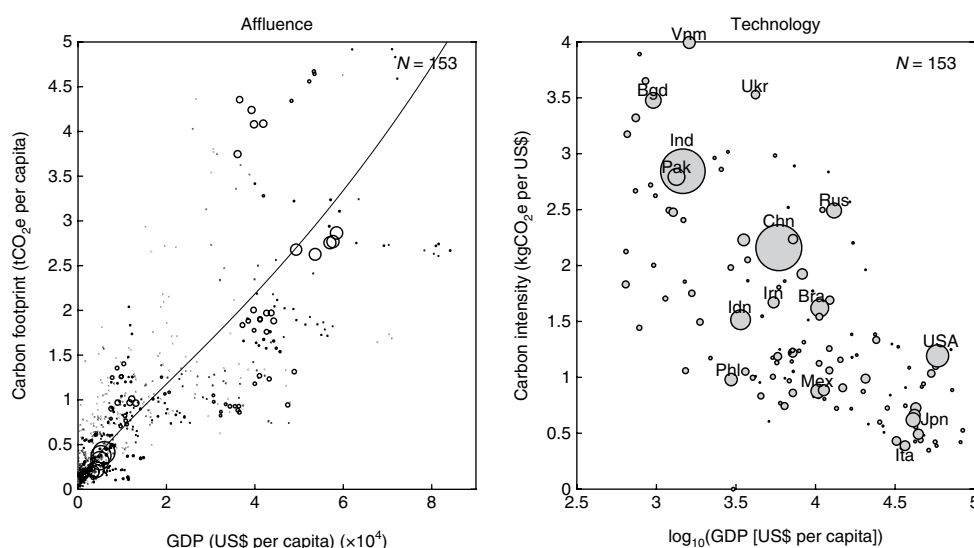 Affluence
N = 153
Carbon footprint (tCO₂e per capita)
5
4.5
4
3.5
3
2.5
2
1.5
1
0.5
0
0 2 4 6 8
GDP (US$ per capita) (×10⁴)
Technology
N = 153
Carbon intensity (kgCO₂e per US$)
4
3.5
3
2.5
2
1.5
1
0.5
0
Vnm
Bgd
Ukr
Ind
Pak
Rus
Chn
Irn
Bra
Idn
USA
Phl
Mex
Jpn
Ita
2.5 3 3.5 4 4.5 5
log₁₀(GDP [US$ per capita])